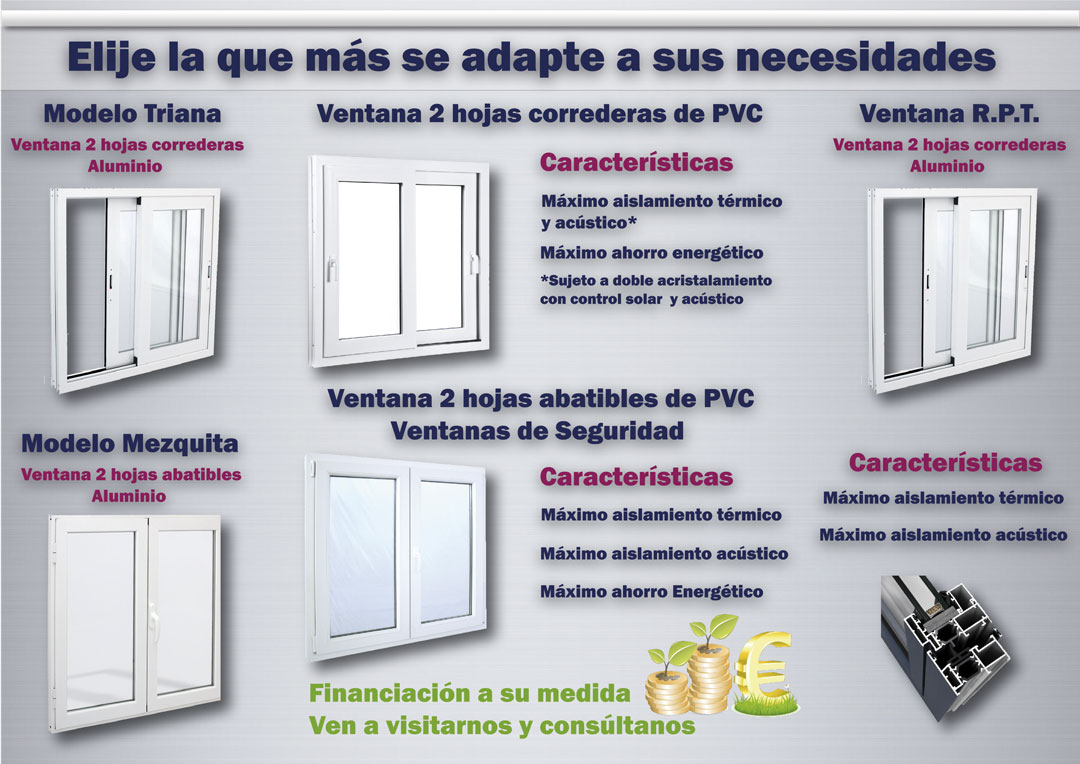 Elije la que más se adapte a sus necesidades
Modelo Triana
Ventana 2 hojas correderas
Aluminio
Ventana 2 hojas correderas de PVC
Características
Máximo aislamiento térmico
y acústico*
Máximo ahorro energético
*Sujeto a doble acristalamiento
con control solar y acústico
Ventana R.P.T.
Ventana 2 hojas correderas
Aluminio
Modelo Mezquita
Ventana 2 hojas abatibles
Aluminio
Ventana 2 hojas abatibles de PVC
Ventanas de Seguridad
Características
Máximo aislamiento térmico
Máximo aislamiento acústico
Máximo ahorro Energético
Características
Máximo aislamiento térmico
Máximo aislamiento acústico
Financiación a su medida
Ven a visitarnos y consúltanos